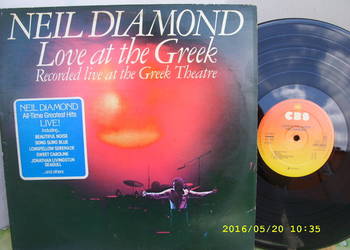 NEIL DIAMOND
Love at the Greek
Recorded live at the Greek Theatre
NEIL DIAMOND
All-Time Greatest Hits
LIVE!
Including...
BEAUTIFUL NOISE
SONG SUNG BLUE
LONGFELLOW SERENADE
SWEET CAROLINE
JONATHAN LIVINGSTON
SEAGULL
...and others
CBS
2016/05/20 10:35